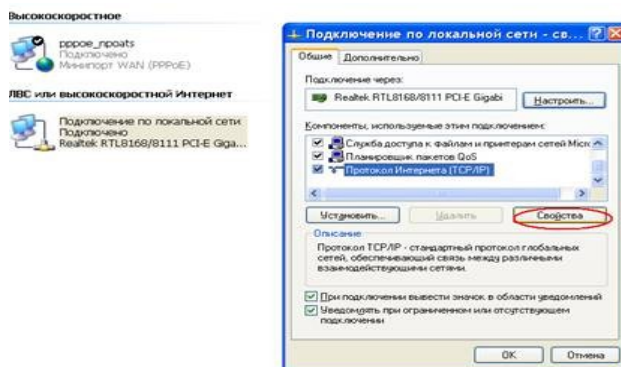 Высокоскоростное
pppoe_npoats
Подключено
Минипорт WAN (PPPoE)
ЛВС или высокоскоростной Интернет
Подключение по локальной сети
Подключено
Realtek RTL8168/8111 PCI-E Giga...
Подключение по локальной сети - св...
Общие
Дополнительно
Подключение через:
Realtek RTL8168/8111 PCI-E Gigabi
Настроить...
Компоненты, используемые этим подключением:
Служба доступа к файлам и принтерам сетей Micr
Планировщик пакетов QoS
Протокол Интернета (TCP/IP)
Установить...
Удалить
Свойства
Описание
Протокол TCP/IP - стандартный протокол глобальных
сетей, обеспечивающий связь между различными
взаимодействующими сетями.
При подключении вывести значок в области уведомлений
Уведомлять при ограниченном или отсутствующем
подключении
OK
Отмена